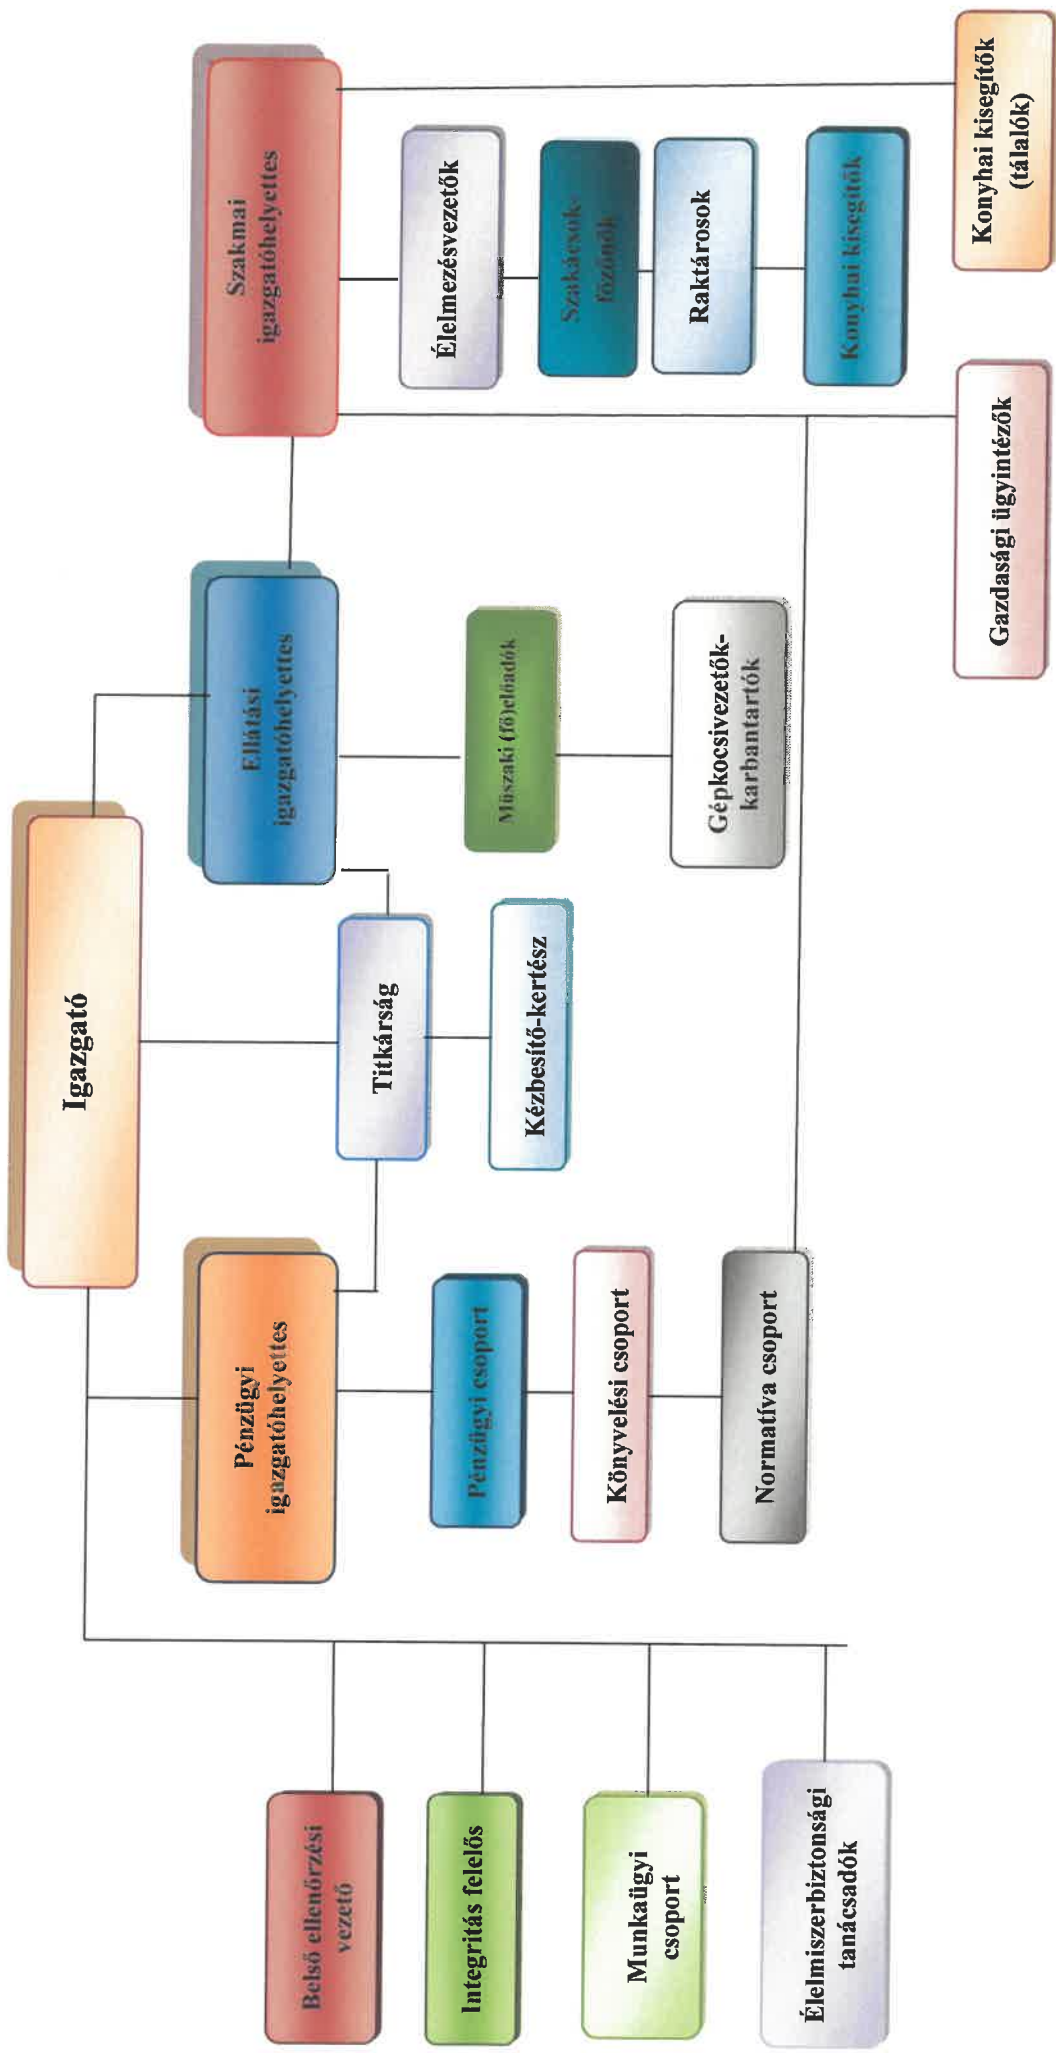 Igazgató
Pénzügyi
igazgatóhelyettes
Ellátási
igazgatóhelyettes
Szakmai
igazgatóhelyettes
Titkárság
Kézbesítő-kertész
Belső ellenőrzési
vezető
Integritás felelős
Munkaügyi
csoport
Élelmiszerbiztonsági
tanácsadók
Pénzügyi csoport
Könyvelési csoport
Normatíva csoport
Műszaki (fő)előadók
Gépkocsivezetők-
karbantartók
Élelmezésvezetők
Szakácsok-
főzőnők
Raktárosok
Konyhai kisegítők
Gazdasági ügyintézők
Konyhai kisegítők
(tálalók)